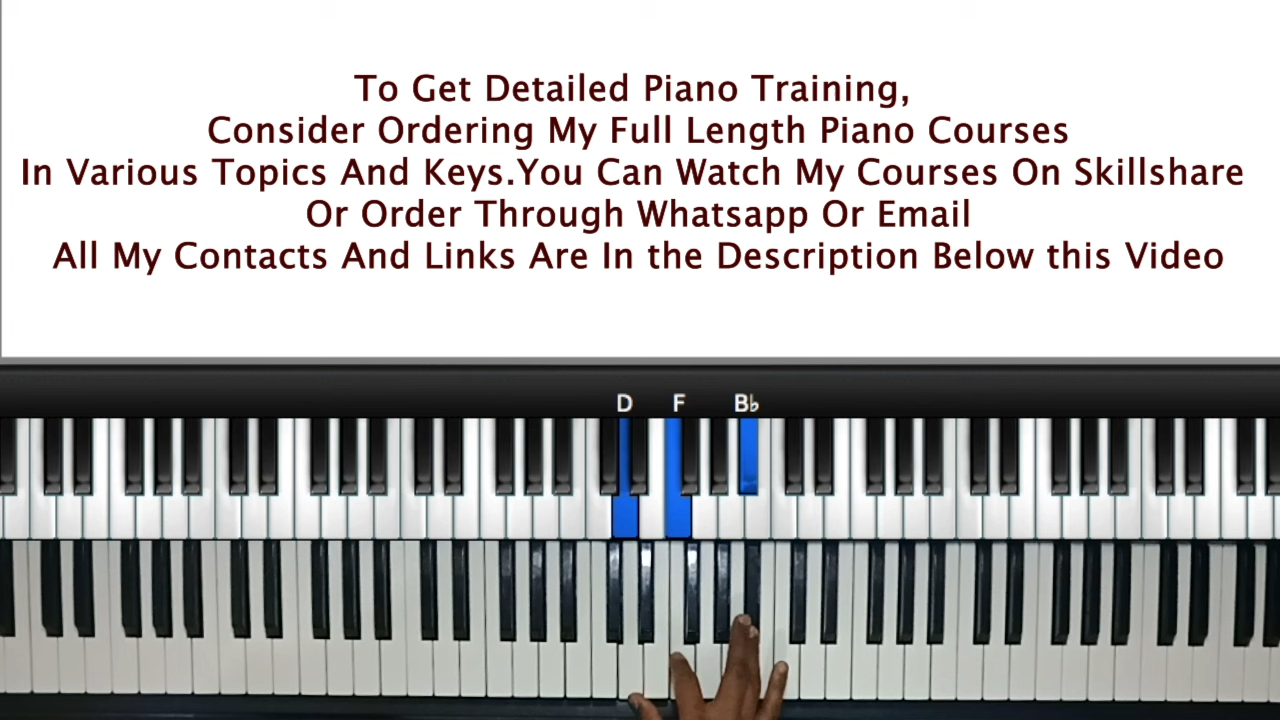 To Get Detailed Piano Training,
Consider Ordering My Full Length Piano Courses
In Various Topics And Keys.You Can Watch My Courses On Skillshare
Or Order Through Whatsapp Or Email
All My Contacts And Links Are In the Description Below this Video
D F B♭